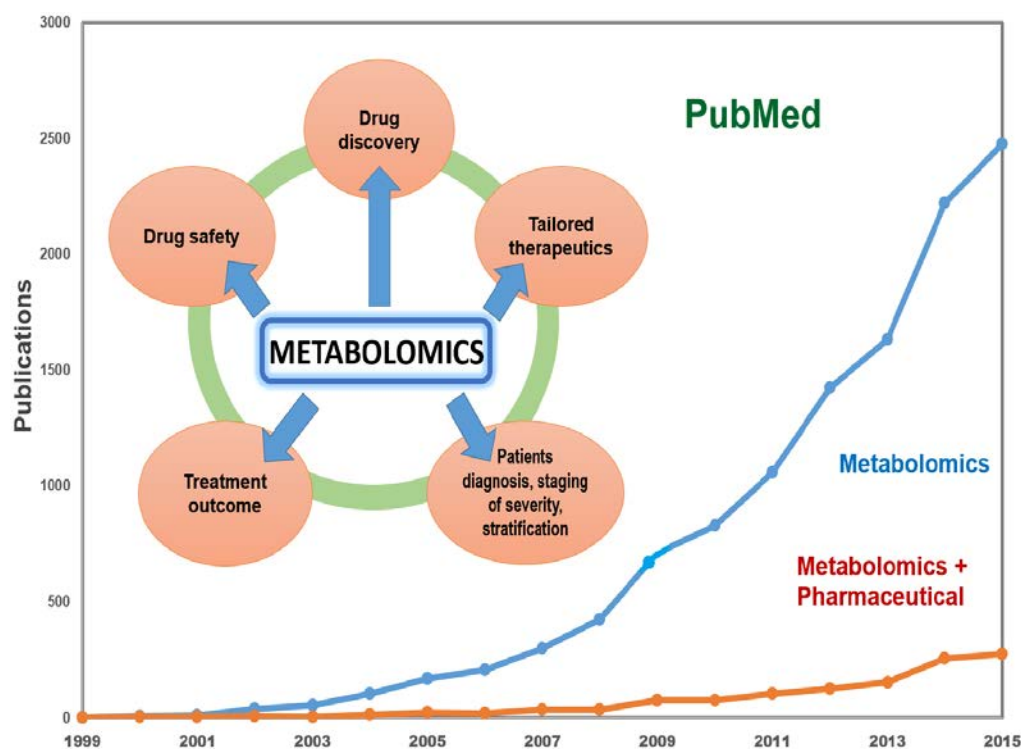 3000
2500
2000
1500
1000
500
0
Publications
PubMed
Drug
discovery
Drug safety
Tailored
therapeutics
METABOLOMICS
Treatment
outcome
Patients
diagnosis, staging
of severity,
stratification
Metabolomics
Metabolomics +
Pharmaceutical
1999 2001 2003 2005 2007 2009 2011 2013 2015